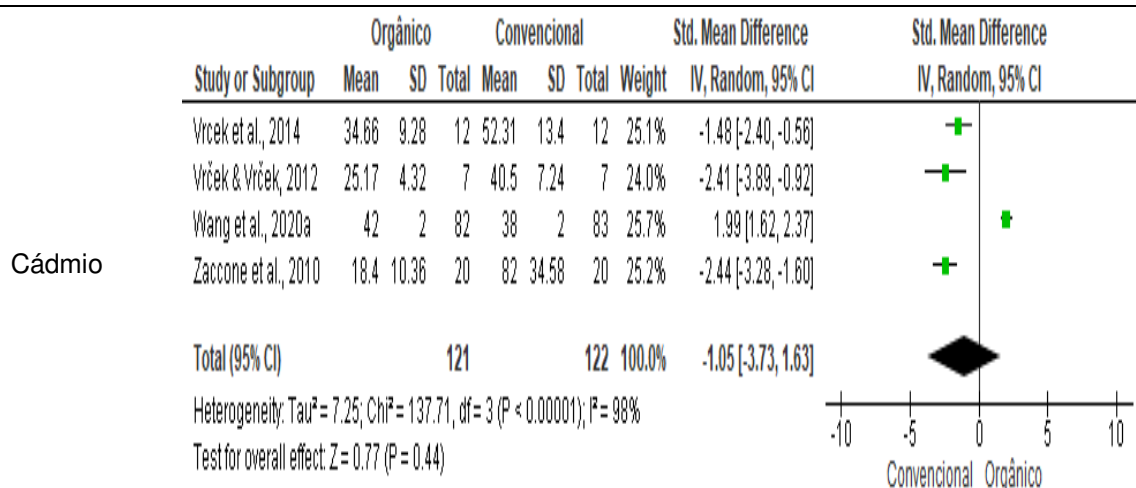 Orgânico Convencional Std. Mean Difference Std. Mean Difference
Study or Subgroup Mean SD Total Mean SD Total Weight IV, Random, 95% CI IV, Random, 95% CI
Vrcek et al., 2014 34.66 9.28 12 52.31 13.4 12 25.1% -1.48 [-2.40, -0.56]
Vrček & Vrček, 2012 25.17 4.32 7 40.5 7.24 7 24.0% -2.41 [-3.89, -0.92]
Wang et al., 2020a 42 2 82 38 2 83 25.7% 1.99 [1.62, 2.37]
Cádmio
Zaccone et al., 2010 18.4 10.36 20 82 34.58 20 25.2% -2.44 [-3.28, -1.60]
Total (95% CI) 121 122 100.0% -1.05 [-3.73, 1.63]
Heterogeneity: Tau² = 7.25; Chi² = 137.71, df = 3 (P < 0.00001); I² = 98%
Test for overall effect: Z = 0.77 (P = 0.44)
-10 -5 0 5 10
Convencional Orgânico